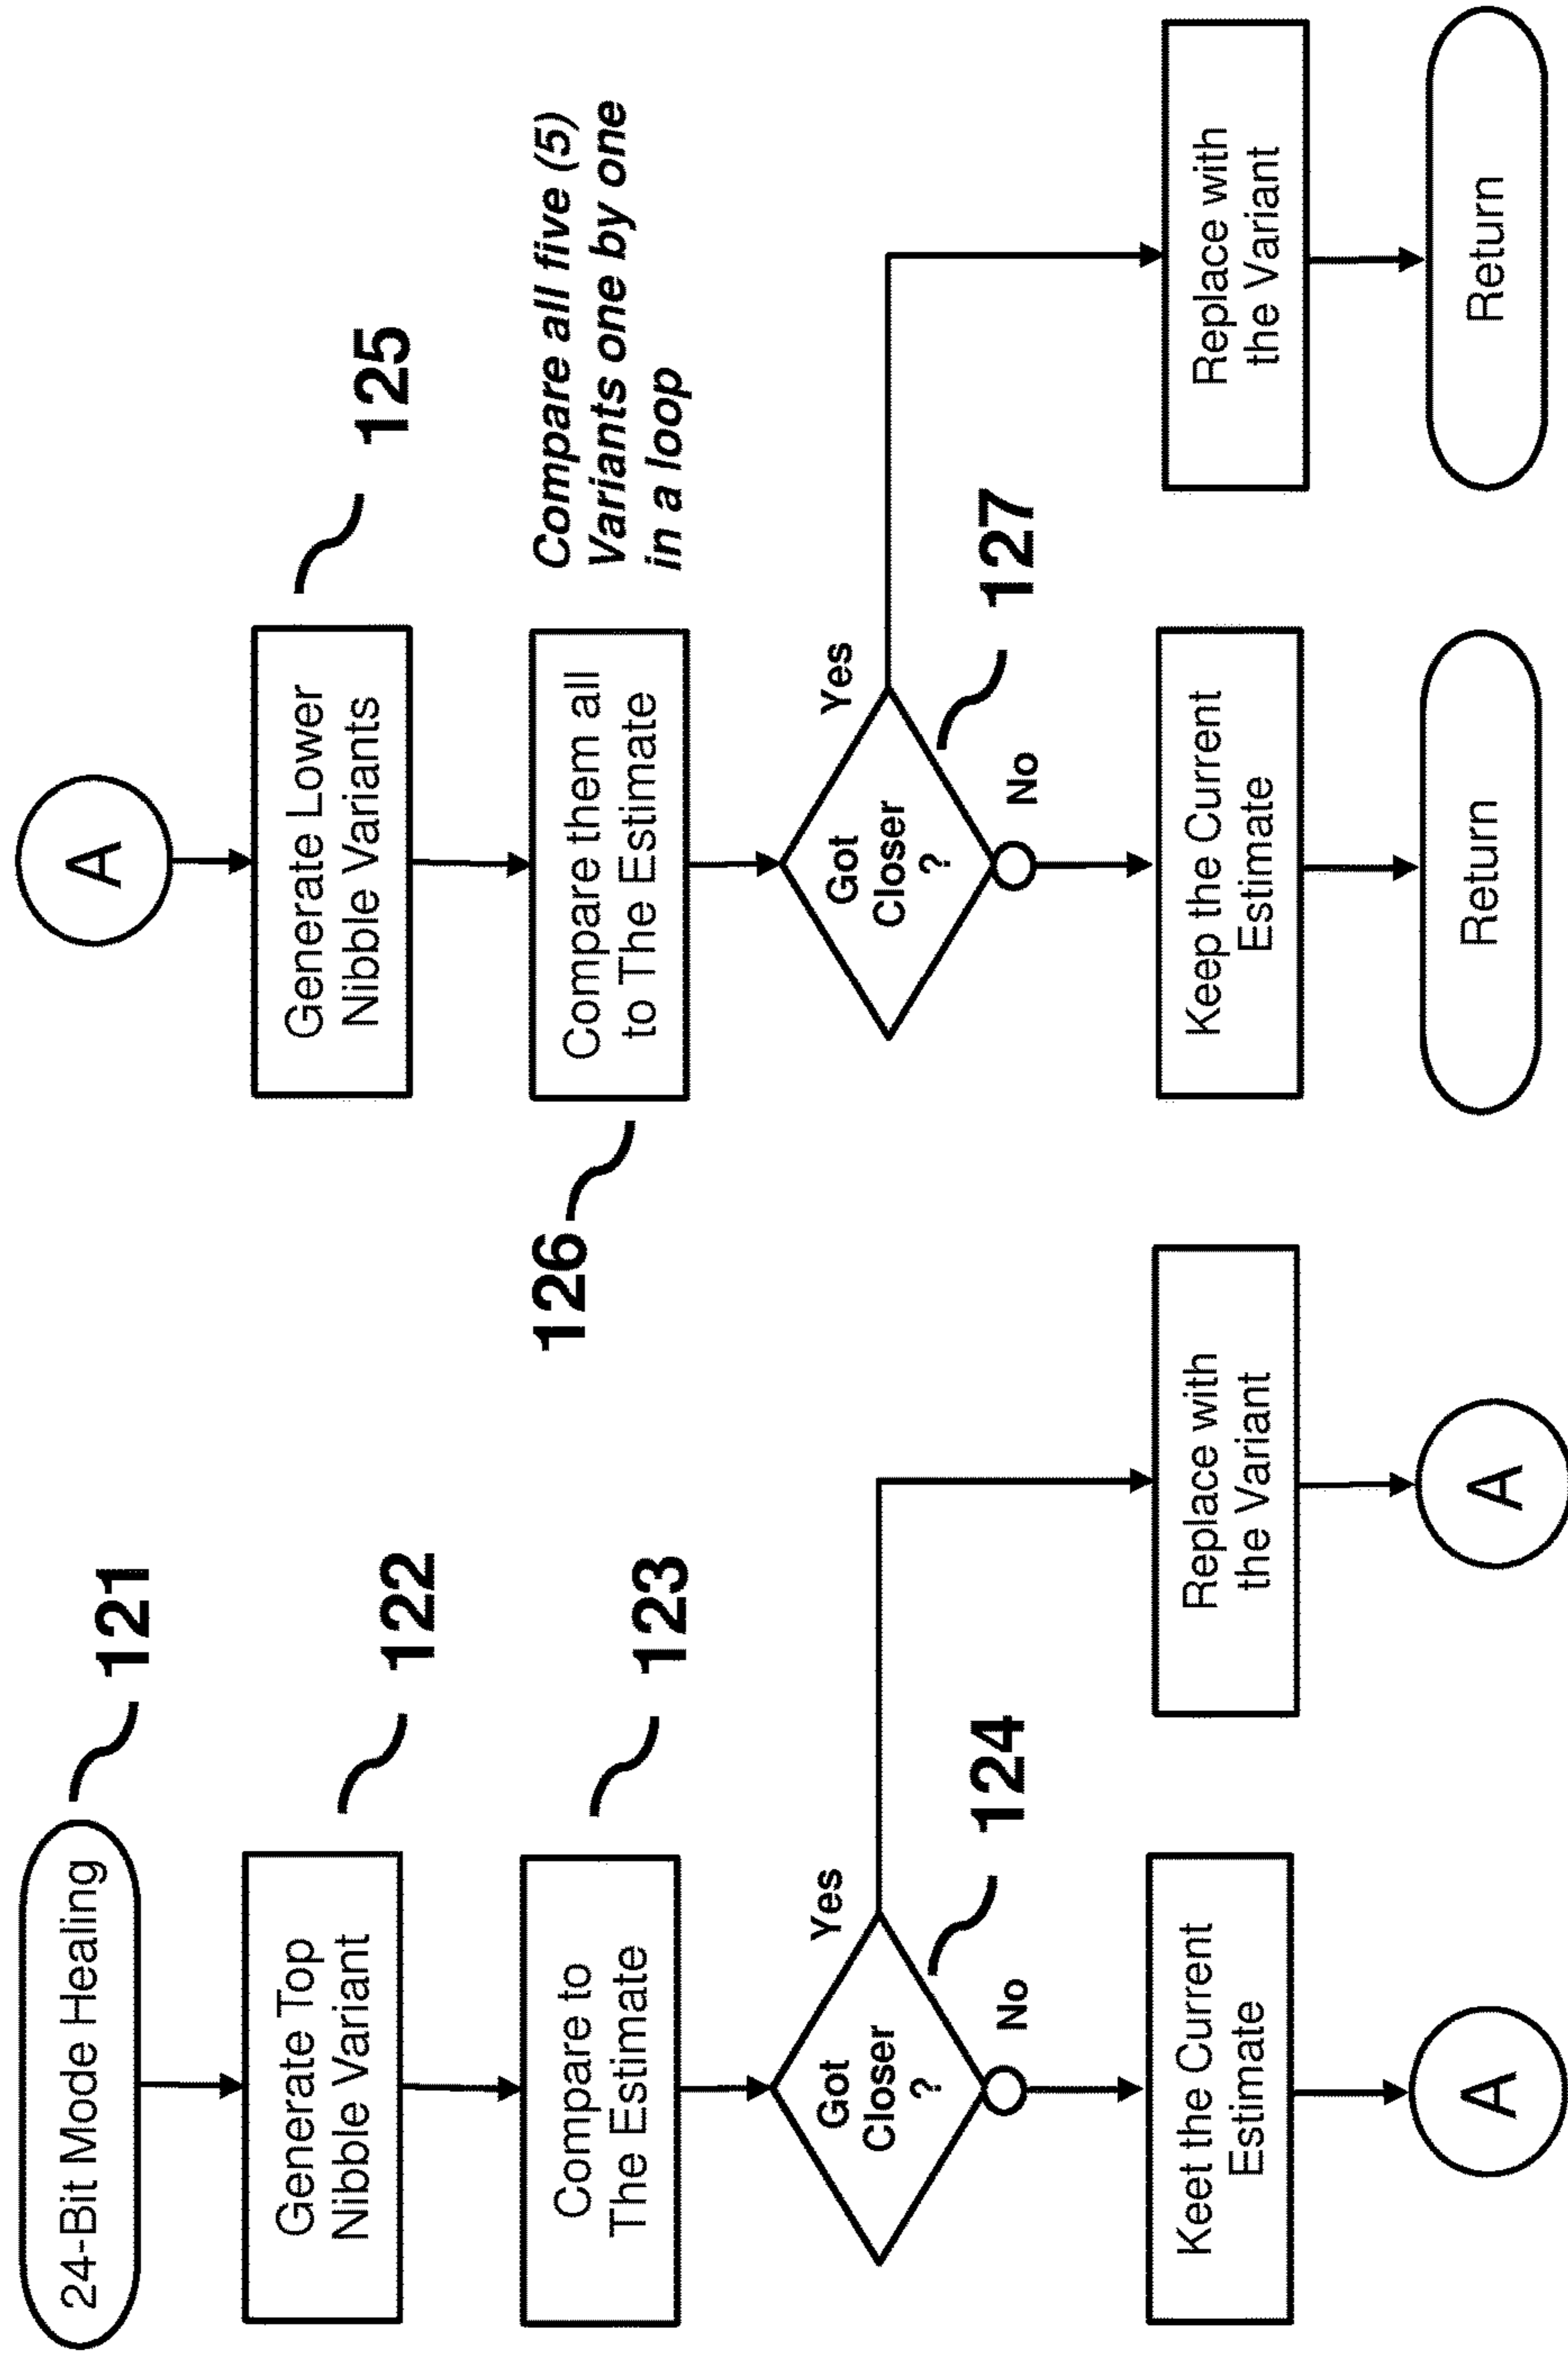 24-Bit Mode Healing
121
Generate Top
Nibble Variant
122
Compare to
The Estimate
123
Got
Closer
?
Yes
No
124
Keet the Current
Estimate
A
Replace with
the Variant
A
A
Generate Lower
Nibble Variants
125
Compare them all
to The Estimate
126
Compare all five (5)
Variants one by one
in a loop
Got
Closer
?
Yes
No
127
Keep the Current
Estimate
Return
Replace with
the Variant
Return